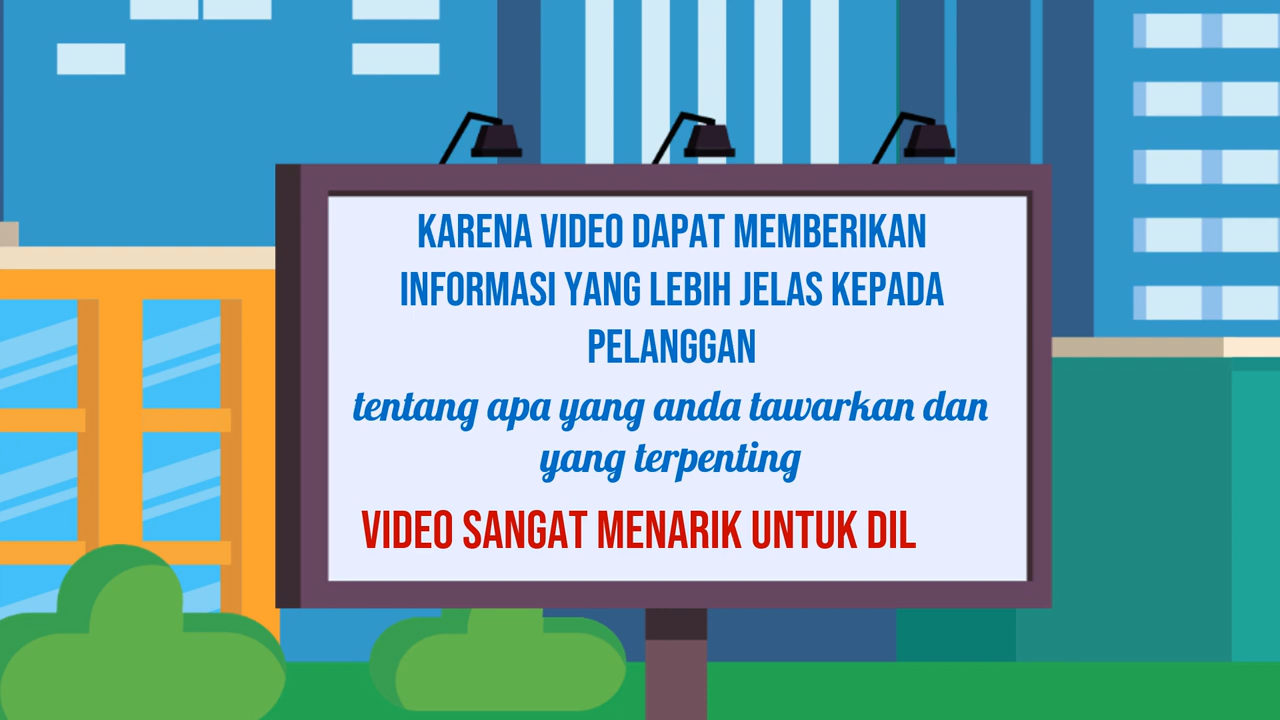 KARENA VIDEO DAPAT MEMBERIKAN
INFORMASI YANG LEBIH JELAS KEPADA
PELANGGAN
tentang apa yang anda tawarkan dan
yang terpenting
VIDEO SANGAT MENARIK UNTUK DIL